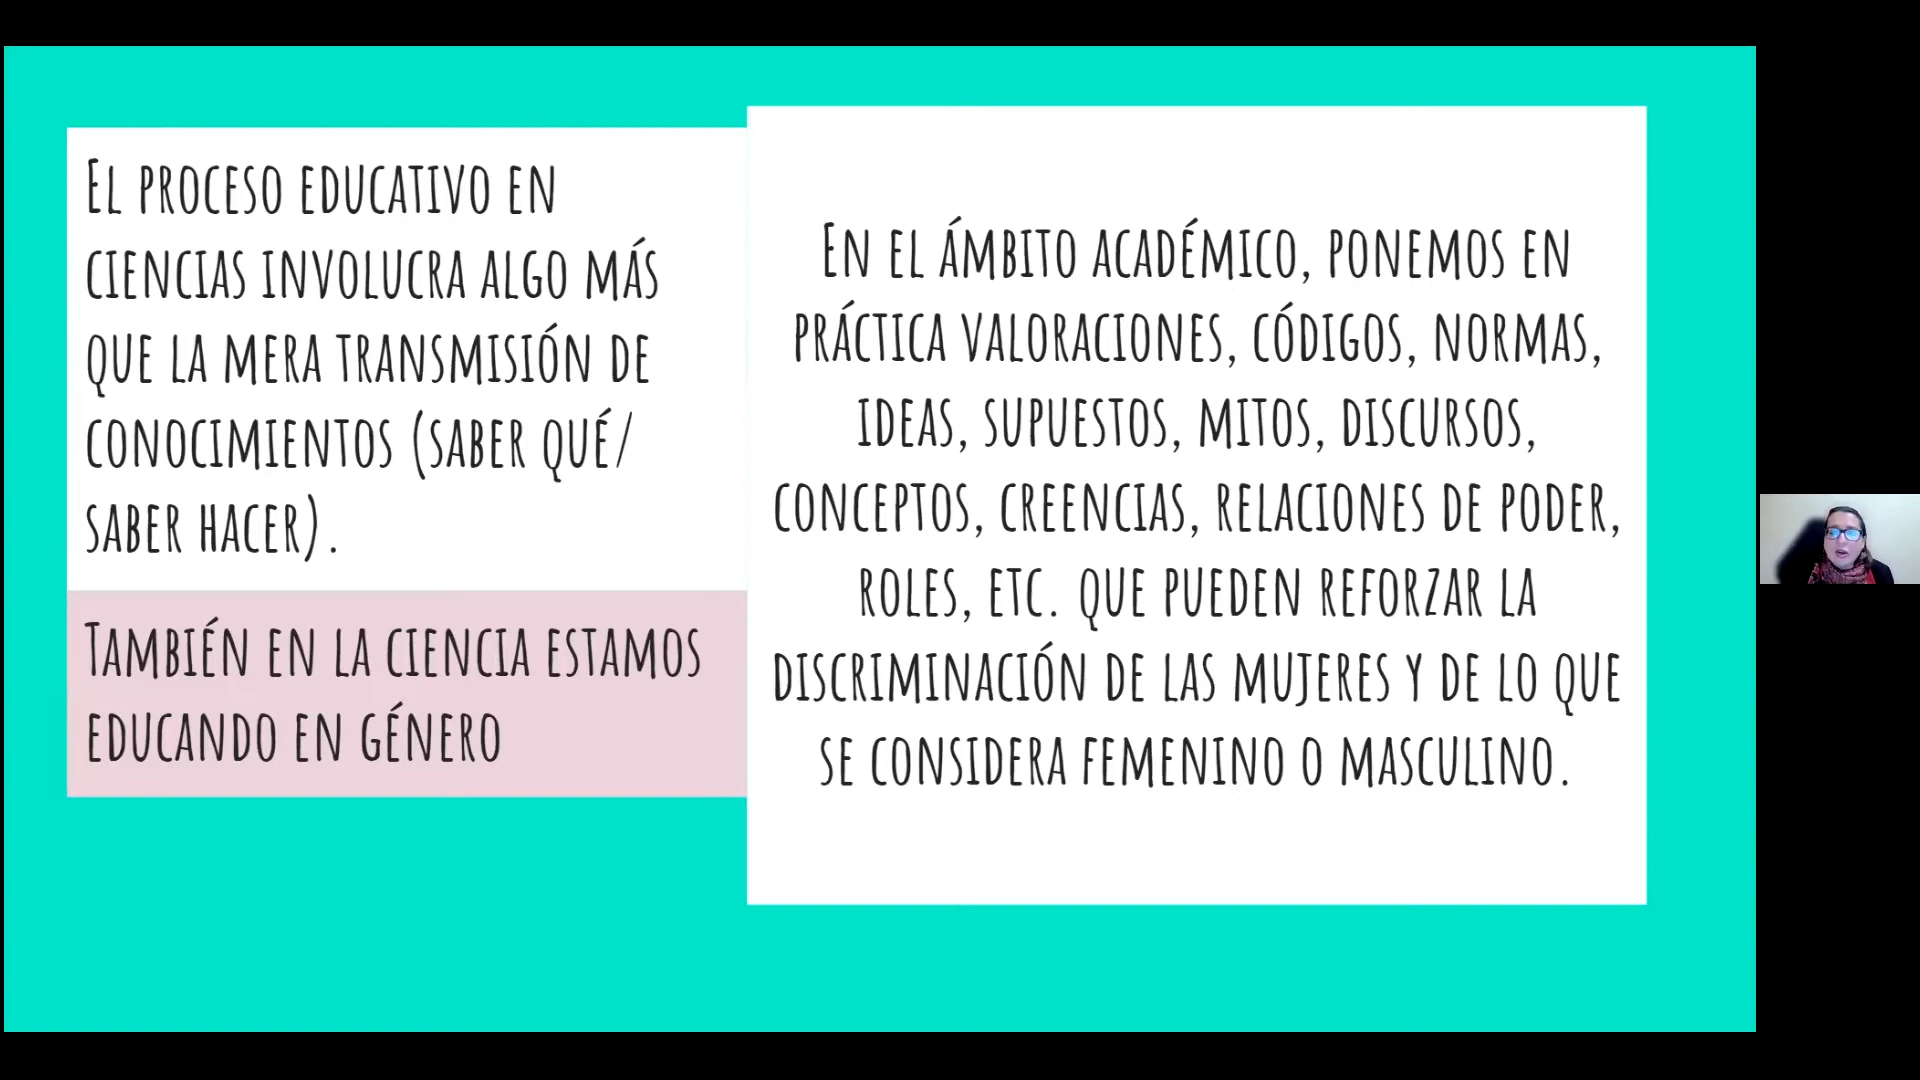 El proceso educativo en
ciencias involucra algo más
que la mera transmisión de
conocimientos (saber qué/
saber hacer).
También en la ciencia estamos
educando en género
En el ámbito académico, ponemos en
práctica valoraciones, códigos, normas,
ideas, supuestos, mitos, discursos,
conceptos, creencias, relaciones de poder,
roles, etc. que pueden reforzar la
discriminación de las mujeres y de lo que
se considera femenino o masculino.